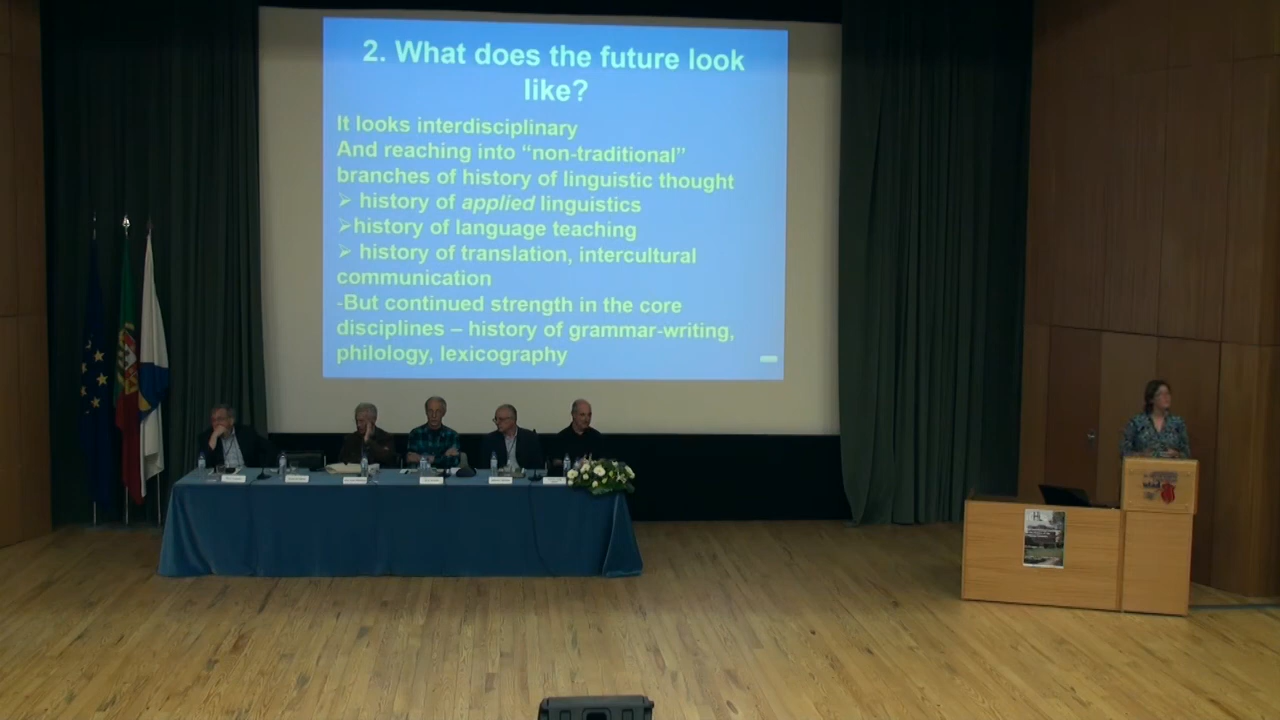 2. What does the future look
like?
It looks interdisciplinary
And reaching into “non-traditional”
branches of history of linguistic thought
➢ history of applied linguistics
➢history of language teaching
➢ history of translation, intercultural
communication
-But continued strength in the core
disciplines – history of grammar-writing,
philology, lexicography